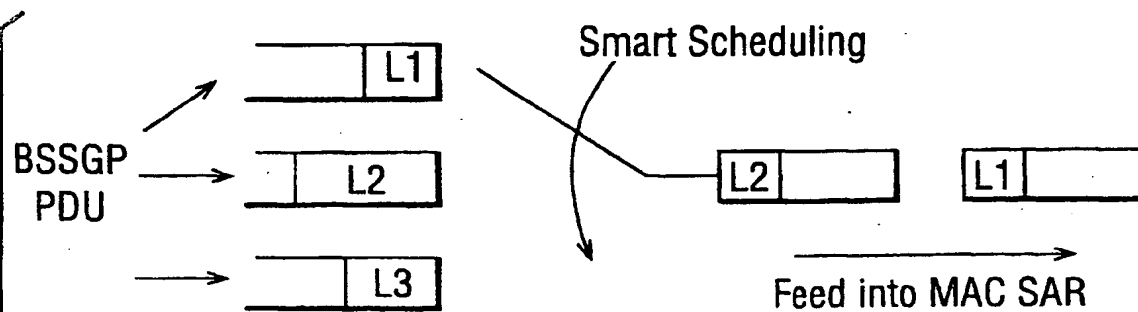 Smart Scheduling
L1
BSSGP
PDU
L2
L2
L1
L3
Feed into MAC SAR